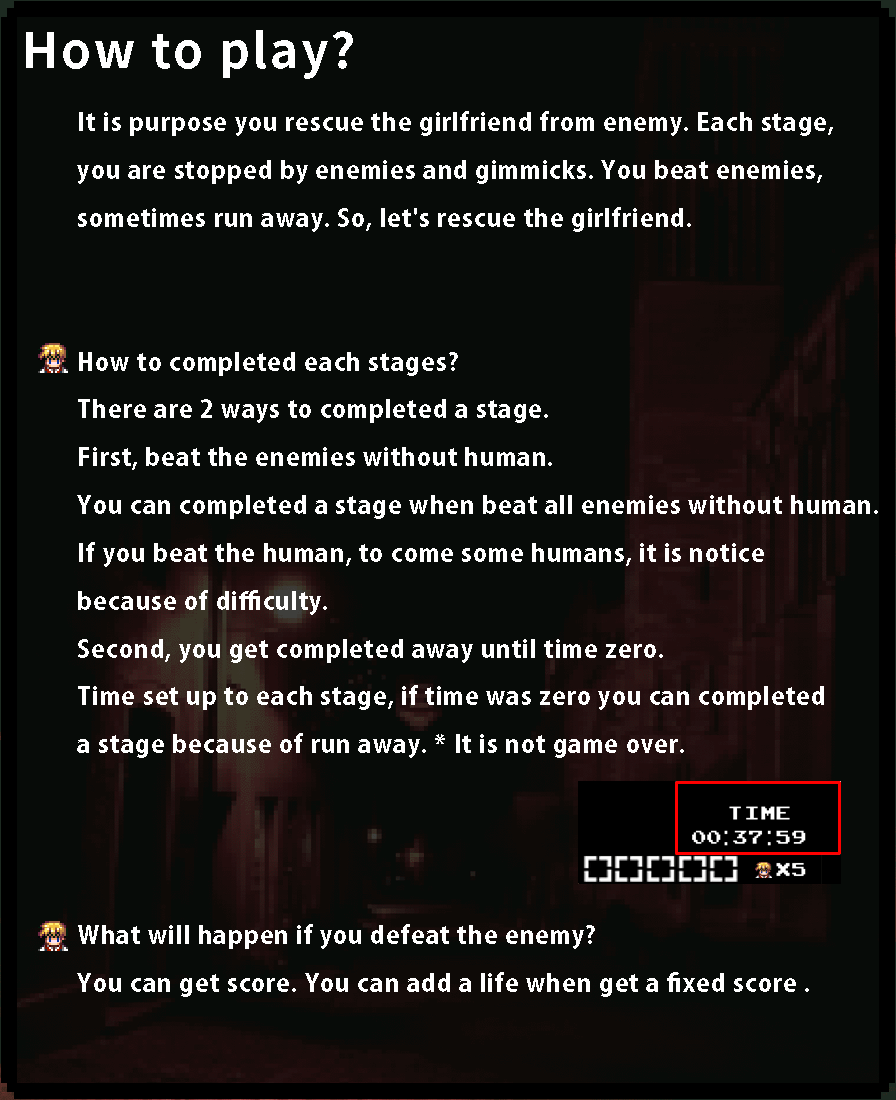 How to play?
It is purpose you rescue the girlfriend from enemy. Each stage,
you are stopped by enemies and gimmicks. You beat enemies,
sometimes run away. So, let's rescue the girlfriend.
How to completed each stages?
There are 2 ways to completed a stage.
First, beat the enemies without human.
You can completed a stage when beat all enemies without human.
If you beat the human, to come some humans, it is notice
because of difficulty.
Second, you get completed away until time zero.
Time set up to each stage, if time was zero you can completed
a stage because of run away. * It is not game over.
TIME
00:37:59
X5
What will happen if you defeat the enemy?
You can get score. You can add a life when get a fixed score .